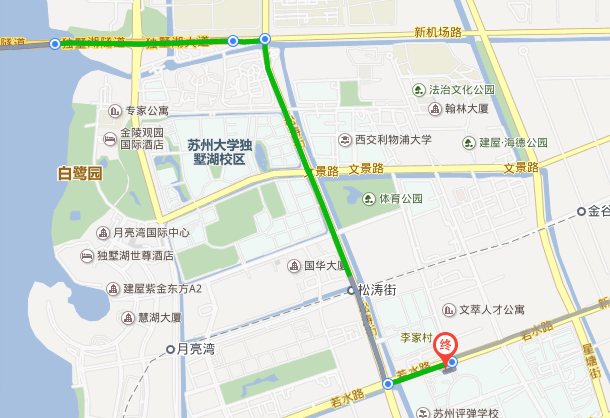 隧道
独墅湖隧道
独墅湖大道
新机场路
法治文化公园
翰林大厦
专家公寓
金陵观园
国际酒店
苏州大学独
墅湖校区
西交利物浦大学
建屋·海德公园
文景路
文景路
文景路
白鹭园
体育公园
金谷
月亮湾国际中心
独墅湖世尊酒店
国华大厦
建屋紫金东方A2
松涛街
慧湖大厦
文萃人才公寓
李家村
终
若水路
若水路
新
月亮湾
星塘街
苏州评弹学校